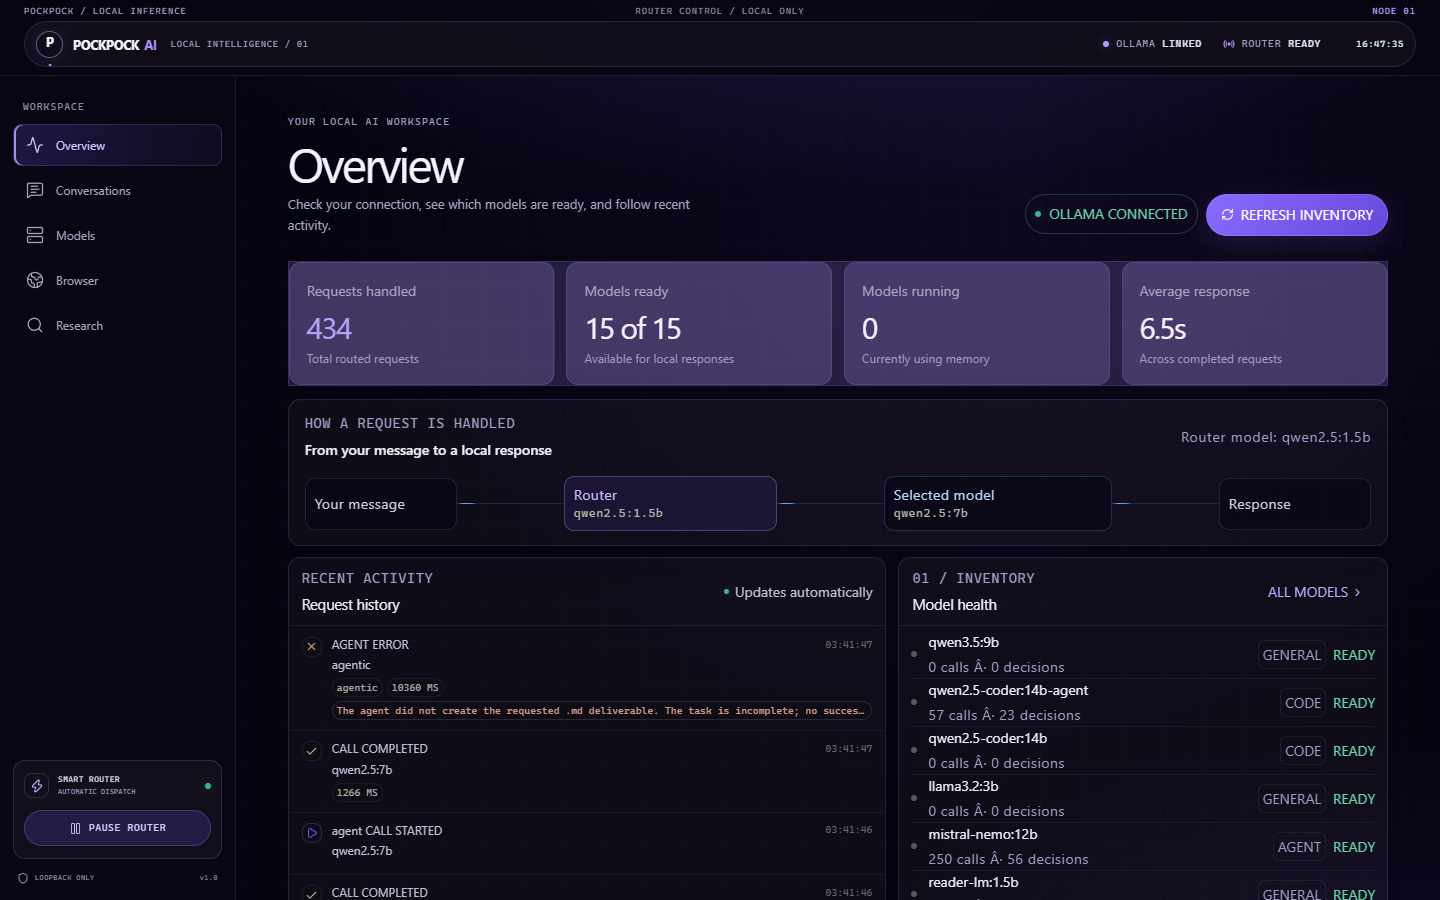 POCKPOCK / LOCAL INFERENCE
ROUTER CONTROL / LOCAL ONLY
NODE 01
P
POCKPOCK AI
LOCAL INTELLIGENCE / 01
OLLAMA LINKED
ROUTER READY
16:47:35
WORKSPACE
Overview
Conversations
Models
Browser
Research
SMART ROUTER
AUTOMATIC DISPATCH
PAUSE ROUTER
LOOPBACK ONLY
v1.0
YOUR LOCAL AI WORKSPACE
Overview
Check your connection, see which models are ready, and follow recent
activity.
OLLAMA CONNECTED
REFRESH INVENTORY
Requests handled
434
Total routed requests
Models ready
15 of 15
Available for local responses
Models running
0
Currently using memory
Average response
6.5s
Across completed requests
HOW A REQUEST IS HANDLED
From your message to a local response
Router model: qwen2.5:1.5b
Your message
Router
qwen2.5:1.5b
Selected model
qwen2.5:7b
Response
RECENT ACTIVITY
Request history
Updates automatically
AGENT ERROR
03:41:47
agentic
agentic
10360 MS
The agent did not create the requested .md deliverable. The task is incomplete; no succes…
CALL COMPLETED
03:41:47
qwen2.5:7b
1266 MS
agent CALL STARTED
03:41:46
qwen2.5:7b
CALL COMPLETED
03:41:46
01 / INVENTORY
Model health
ALL MODELS
qwen3.5:9b
0 calls Â· 0 decisions
GENERAL
READY
qwen2.5-coder:14b-agent
57 calls Â· 23 decisions
CODE
READY
qwen2.5-coder:14b
0 calls Â· 0 decisions
CODE
READY
llama3.2:3b
0 calls Â· 0 decisions
GENERAL
READY
mistral-nemo:12b
250 calls Â· 56 decisions
AGENT
READY
reader-lm:1.5b
GENERAL
READY